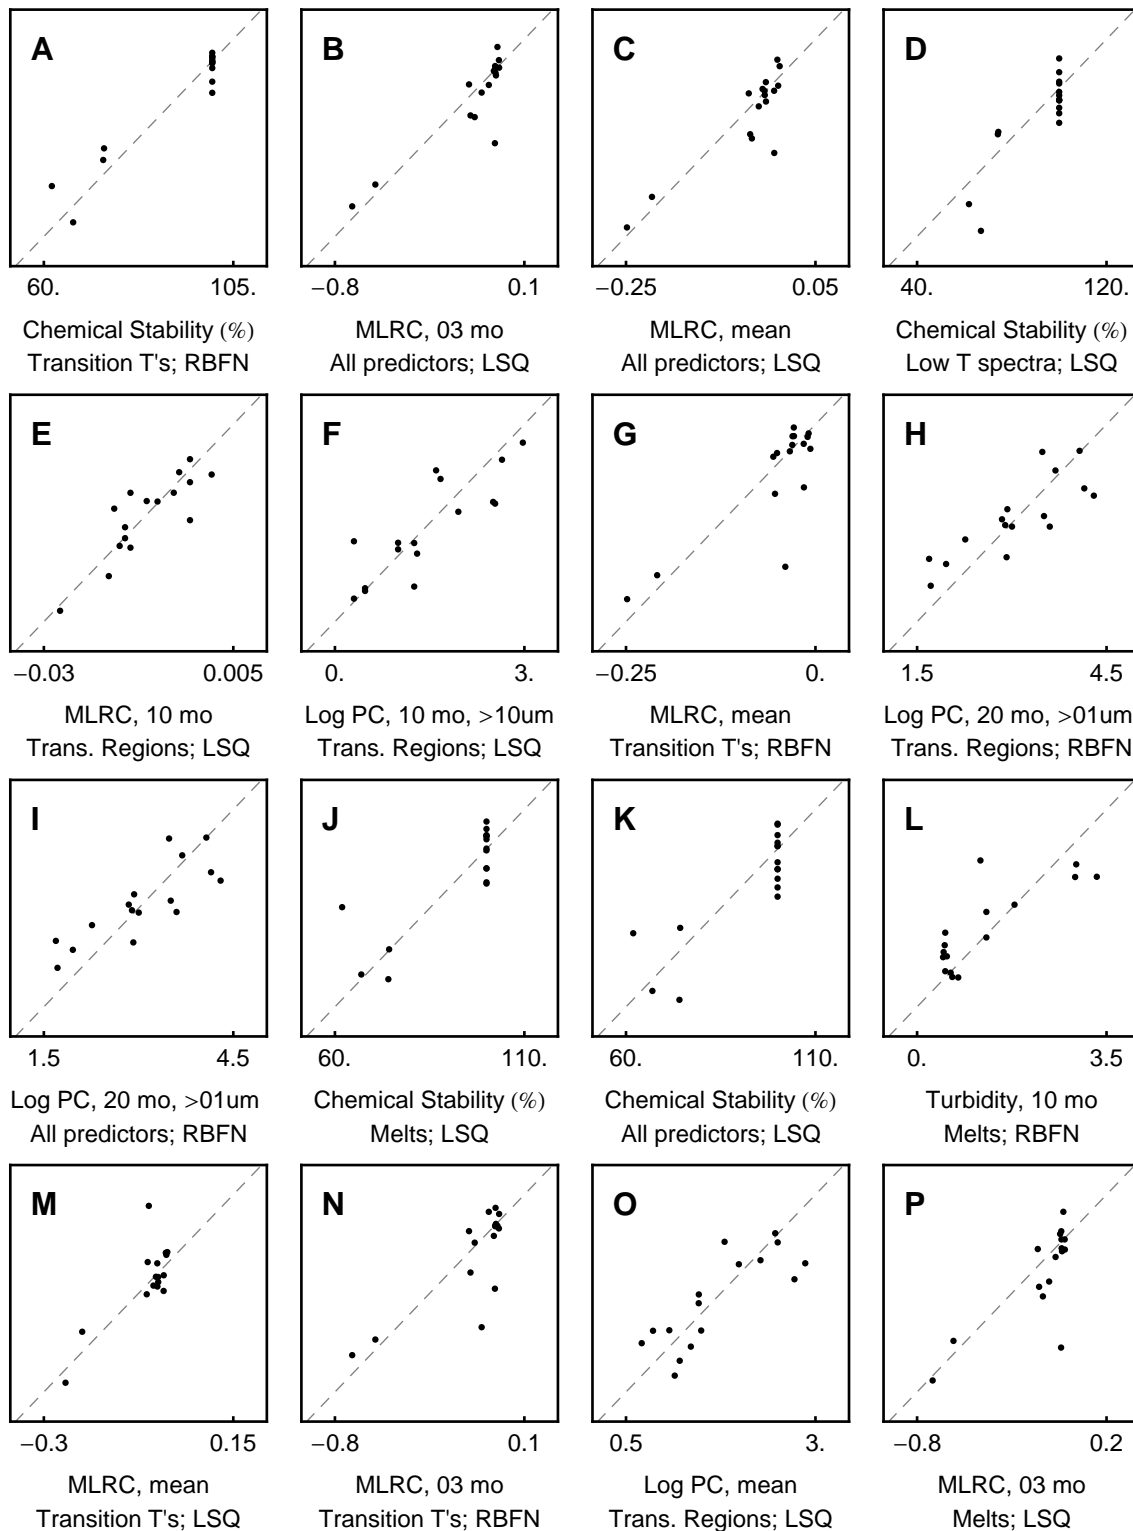 A B C D
60. 105. −0.8 0.1 −0.25 0.05 40. 120.
Chemical Stability (%) MLRC, 03 mo MLRC, mean Chemical Stability (%)
Transition T's; RBFN All predictors; LSQ All predictors; LSQ Low T spectra; LSQ
E F G H
−0.03 0.005 0. 3. −0.25 0. 1.5 4.5
MLRC, 10 mo Log PC, 10 mo, >10um MLRC, mean Log PC, 20 mo, >01um
Trans. Regions; LSQ Trans. Regions; LSQ Transition T's; RBFN Trans. Regions; RBFN
I J K L
1.5 4.5 60. 110. 60. 110. 0. 3.5
Log PC, 20 mo, >01um Chemical Stability (%) Chemical Stability (%) Turbidity, 10 mo
All predictors; RBFN Melts; LSQ All predictors; LSQ Melts; RBFN
M N O P
−0.3 0.15 −0.8 0.1 0.5 3. −0.8 0.2
MLRC, mean MLRC, 03 mo Log PC, mean MLRC, 03 mo
Transition T's; LSQ Transition T's; RBFN Trans. Regions; LSQ Melts; LSQ